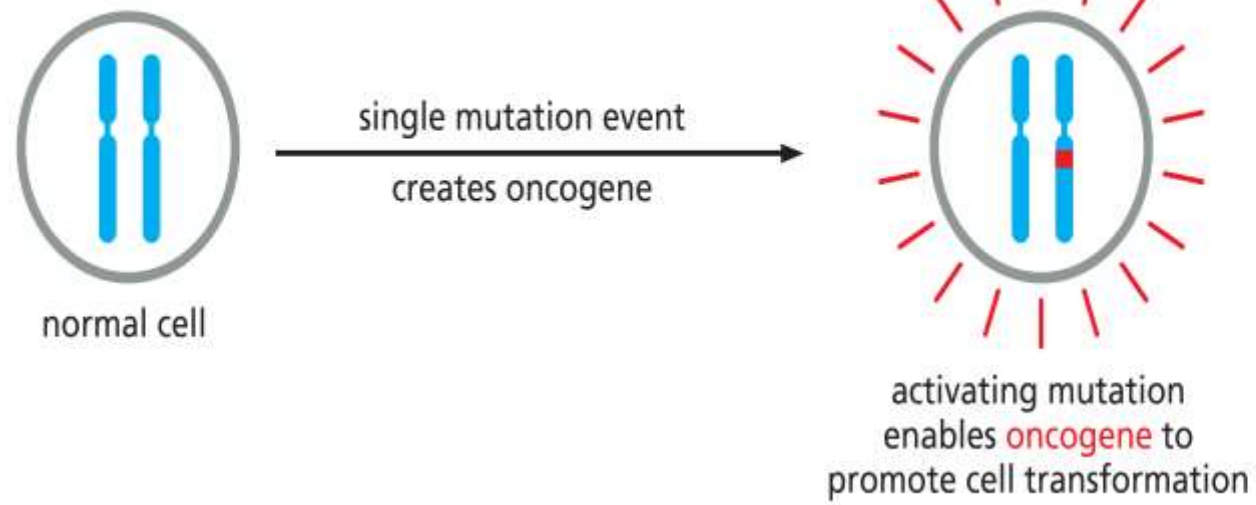 single mutation event
creates oncogene
normal cell
activating mutation
enables oncogene to
promote cell transformation